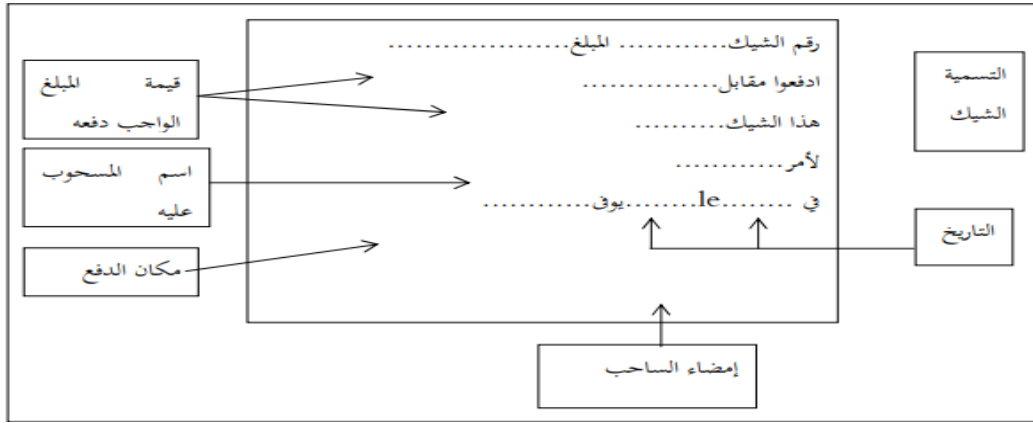 رقم الشيك............ المبلغ....................
ادفعوا مقابل...............
هذا الشيك..........
لأمر............
في ........le........يوفى............
التسمية
الشيك
التاريخ
قيمة المبلغ
الواجب دفعه
اسم المسحوب
عليه
مكان الدفع
إمضاء الساحب